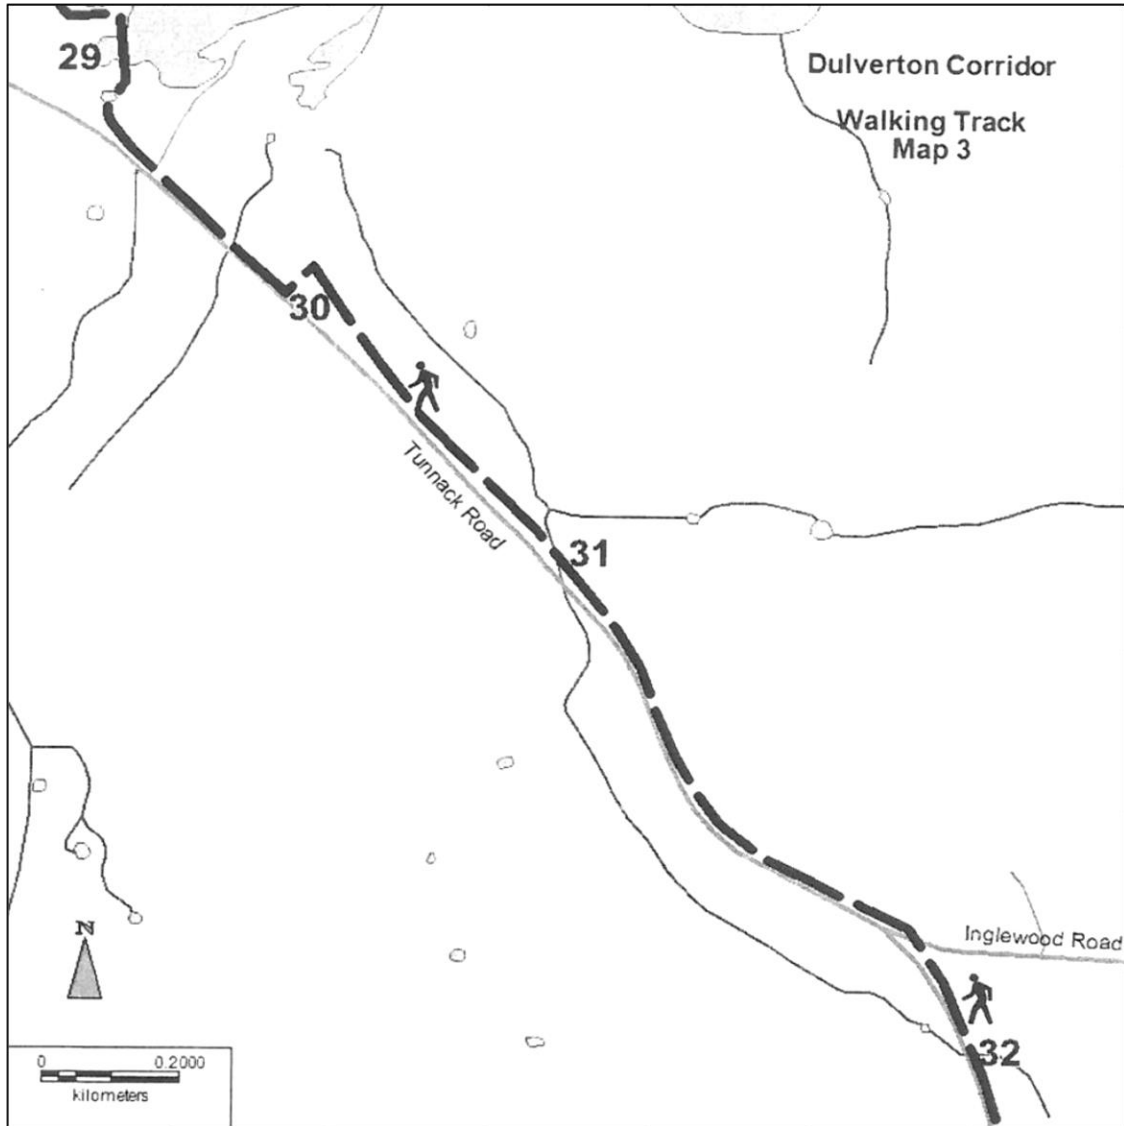 29
Dulverton Corridor
Walking Track
Map 3
30
Tunnack Road
31
Inglewood Road
N
32
0 0.2000
kilometers